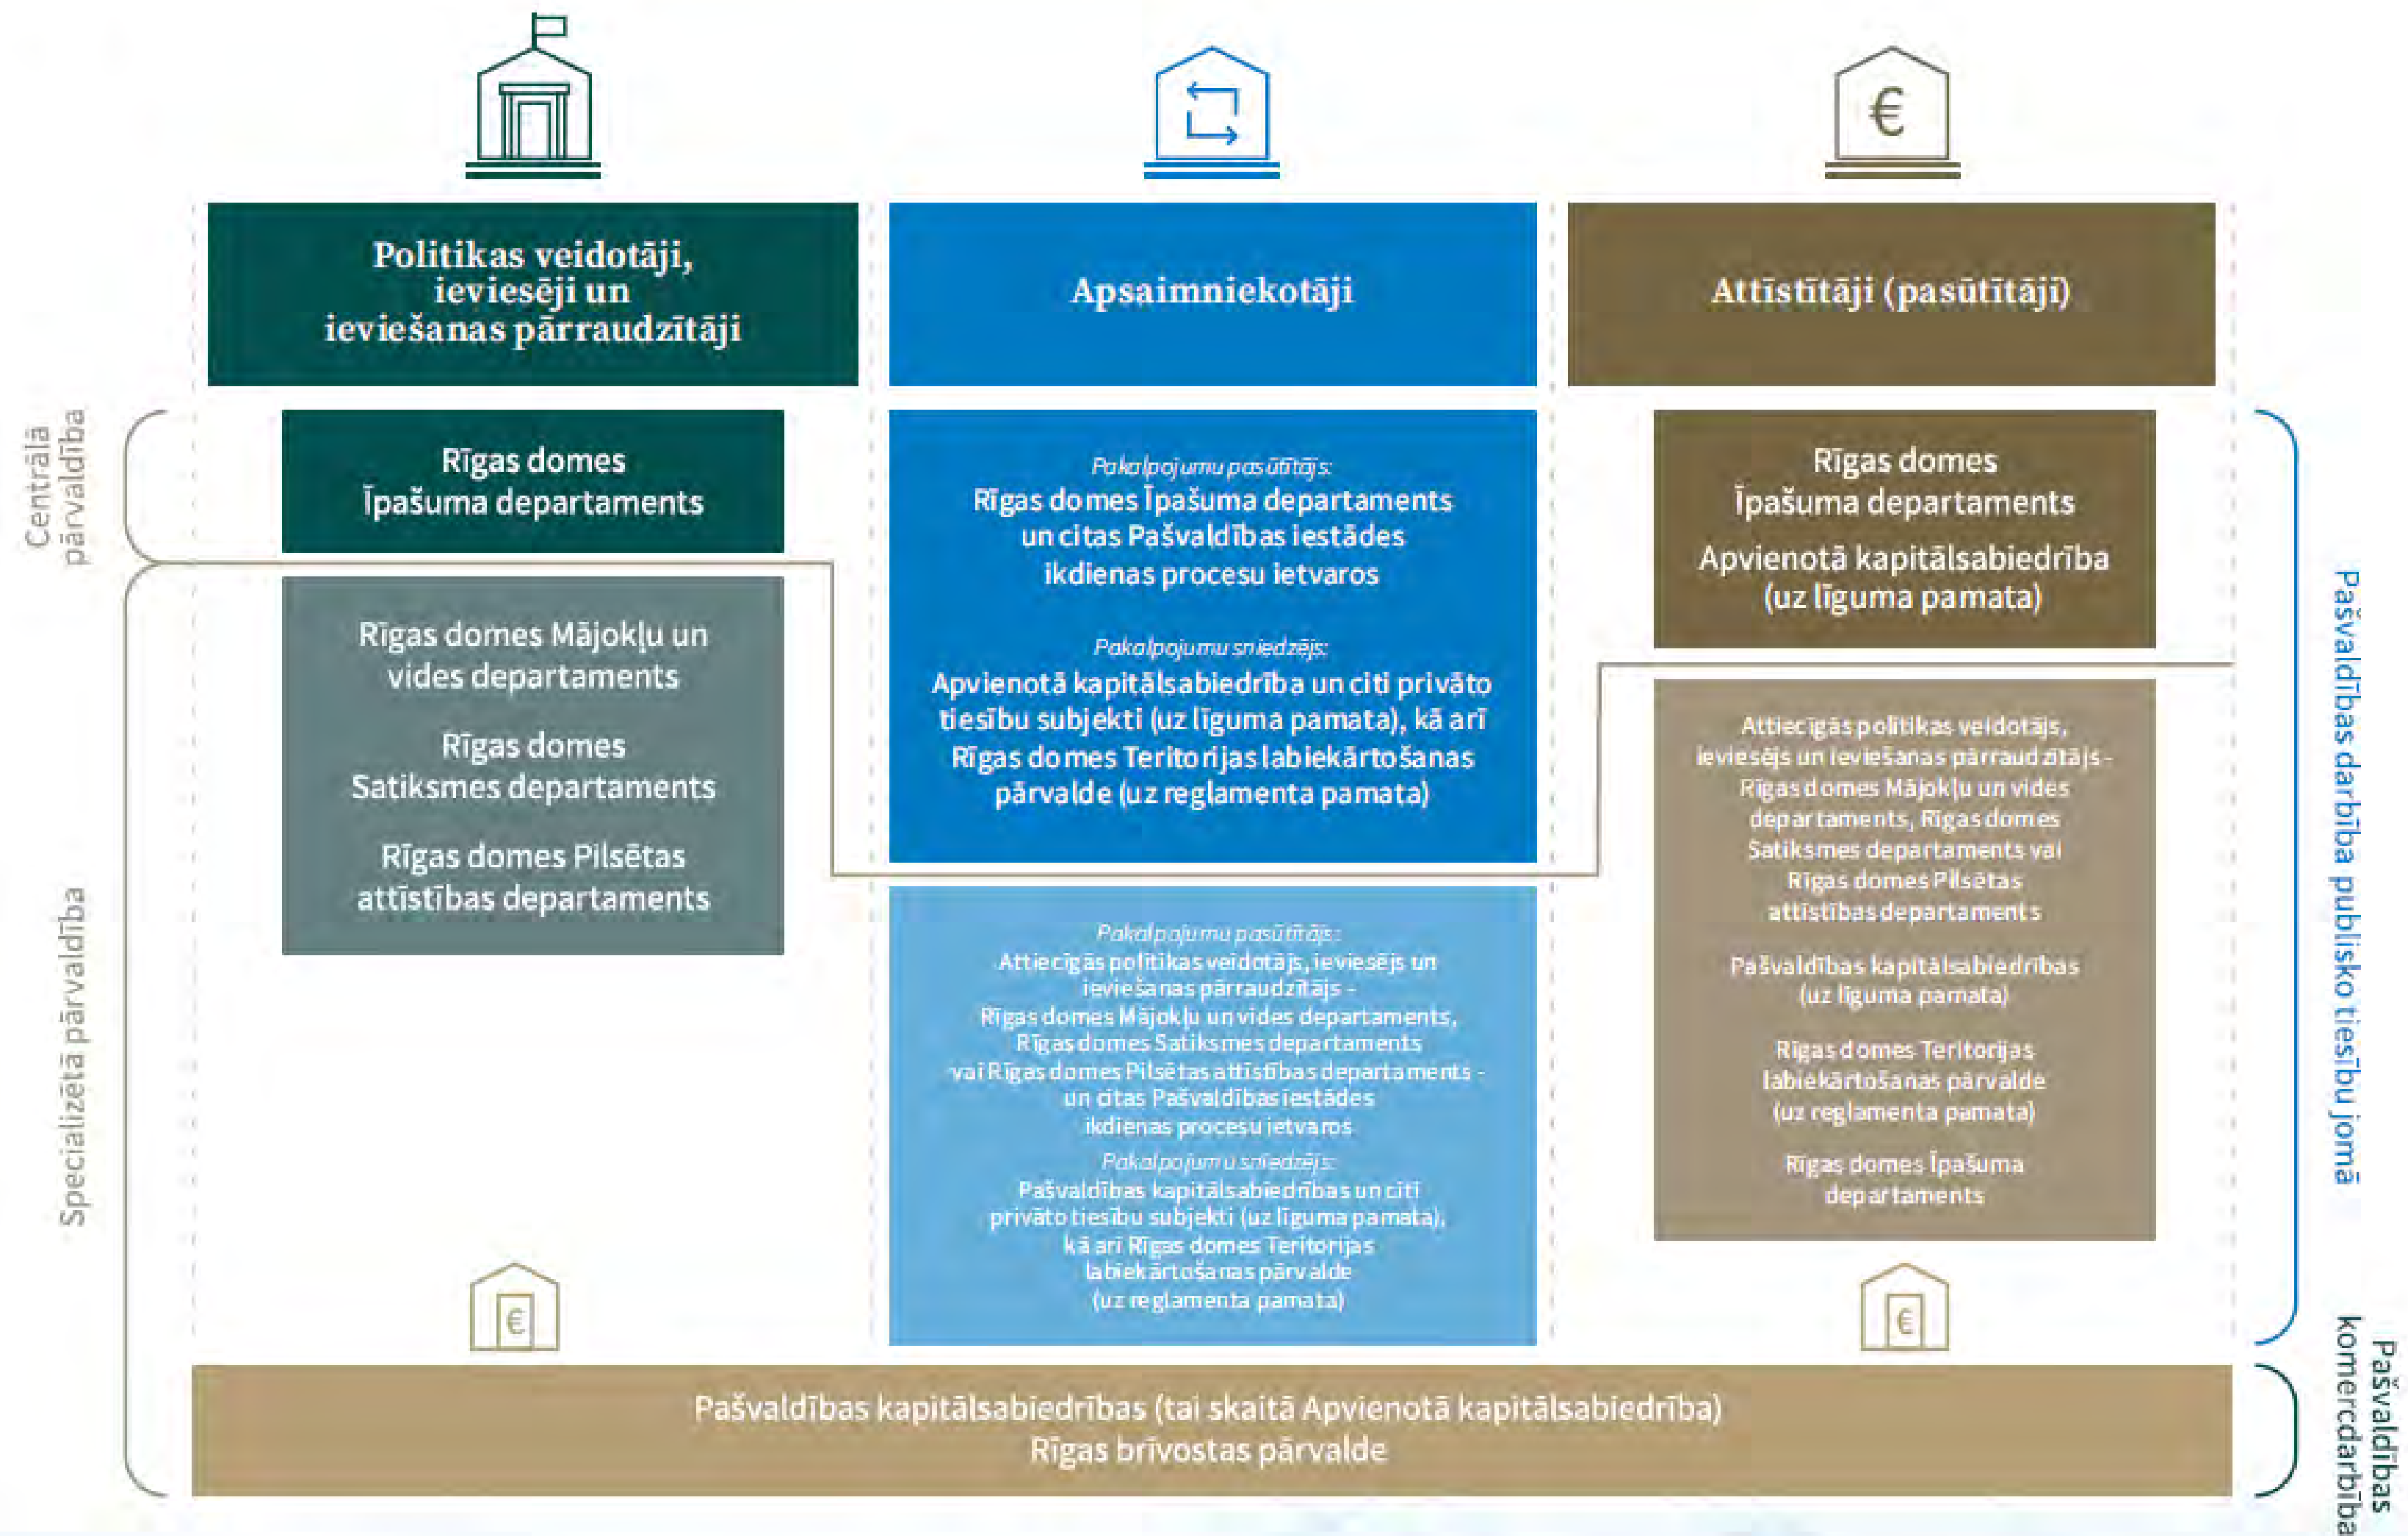 Politikas veidotāji,
ieviesēji un
ieviešanas pārraudzītāji
Apsaimniekotāji
Attīstītāji (pasūtītāji)
Centrālā
pārvaldība
Rīgas domes
Īpašuma departaments
Pakalpojumu pasūtītājs:
Rīgas domes Īpašuma departaments
un citas Pašvaldības iestādes
ikdienas procesu ietvaros
Pakalpojumu sniedzējs:
Apvienotā kapitālsabiedrība un citi privāto
tiesību subjekti (uz līguma pamata), kā arī
Rīgas domes Teritorijas labiekārtošanas
pārvalde (uz reglamenta pamata)
Rīgas domes
Īpašuma departaments
Apvienotā kapitālsabiedrība
(uz līguma pamata)
Specializētā pārvaldība
Rīgas domes Mājokļu un
vides departaments
Rīgas domes
Satiksmes departaments
Rīgas domes Pilsētas
attīstības departaments
Pakalpojumu pasūtītājs:
Attiecīgās politikas veidotājs, ieviesējs un
ieviešanas pārraudzītājs -
Rīgas domes Mājokļu un vides departaments,
Rīgas domes Satiksmes departaments
vai Rīgas domes Pilsētas attīstības departaments -
un citas Pašvaldības iestādes
ikdienas procesu ietvaros
Pakalpojumu sniedzējs:
Pašvaldības kapitālsabiedrības un citi
privāto tiesību subjekti (uz līguma pamata),
kā arī Rīgas domes Teritorijas
labiekārtošanas pārvalde
(uz reglamenta pamata)
Attiecīgās politikas veidotājs,
ieviesējs un ieviešanas pārraudzītājs -
Rīgas domes Mājokļu un vides
departaments, Rīgas domes
Satiksmes departaments vai
Rīgas domes Pilsētas
attīstības departaments
Pašvaldības kapitālsabiedrības
(uz līguma pamata)
Rīgas domes Teritorijas
labiekārtošanas pārvalde
(uz reglamenta pamata)
Rīgas domes Īpašuma
departaments
Pašvaldības darbība publisko tiesību jomā
€
€
€
Pašvaldības kapitālsabiedrības (tai skaitā Apvienotā kapitālsabiedrība)
Rīgas brīvostas pārvalde
Pašvaldības
komercdarbība